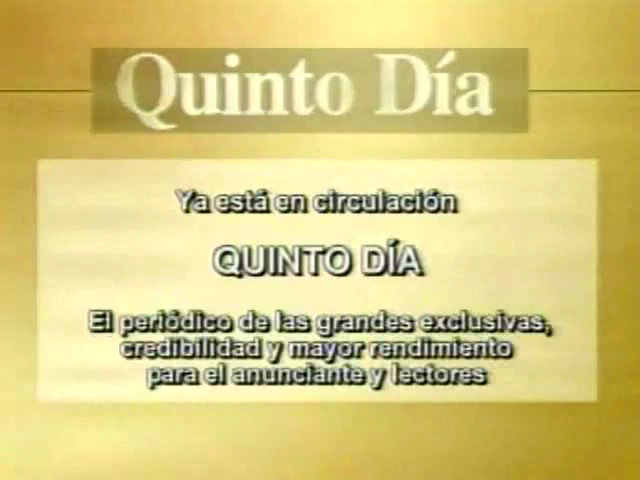 Quinto Día
Ya está en circulación
QUINTO DÍA
El periódico de las grandes exclusivas,
credibilidad y mayor rendimiento
para el anunciante y lectores